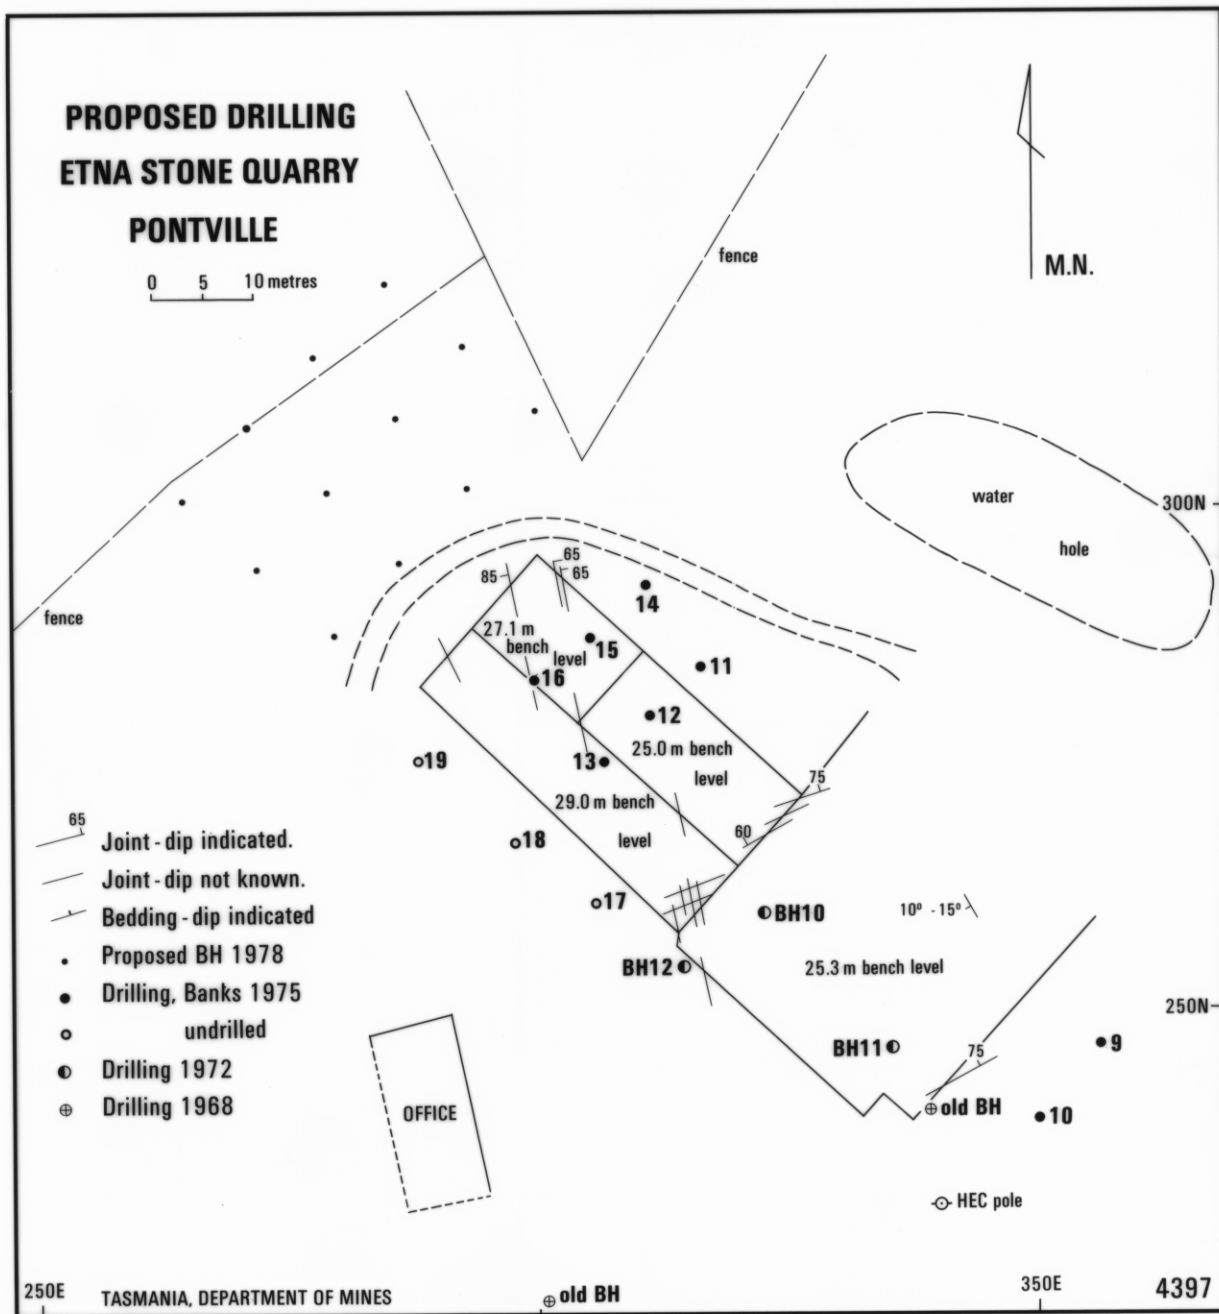 PROPOSED DRILLING
ETNA STONE QUARRY
PONTVILLE
0 5 10 metres
fence
M.N.
water
hole
300N
fence
85
65
65
14
27.1 m
bench
level
15
16
11
12
25.0 m bench
level
13
19
29.0 m bench
level
75
60
18
17
65
Joint - dip indicated.
Joint - dip not known.
Bedding - dip indicated
Proposed BH 1978
Drilling, Banks 1975
undrilled
Drilling 1972
Drilling 1968
BH10
10° - 15°
BH12
25.3 m bench level
250N
BH11
75
9
OFFICE
old BH
10
HEC pole
250E
TASMANIA, DEPARTMENT OF MINES
old BH
350E
4397